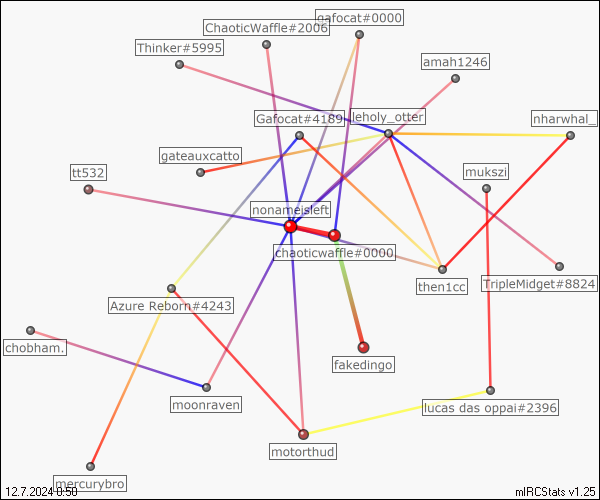 gafocat#0000
ChaoticWaffle#2006
Thinker#5995
amah1246
Gafocat#4189
leholy_otter
nharwhal_
gateauxcatto
tt532
mukszi
nonameisleft
chaoticwaffle#0000
then1cc
TripleMidget#8824
Azure Reborn#4243
chobham.
fakedingo
moonraven
lucas das oppai#2396
motorthud
mercurybro
12.7.2024 0:50
mIRCStats v1.25